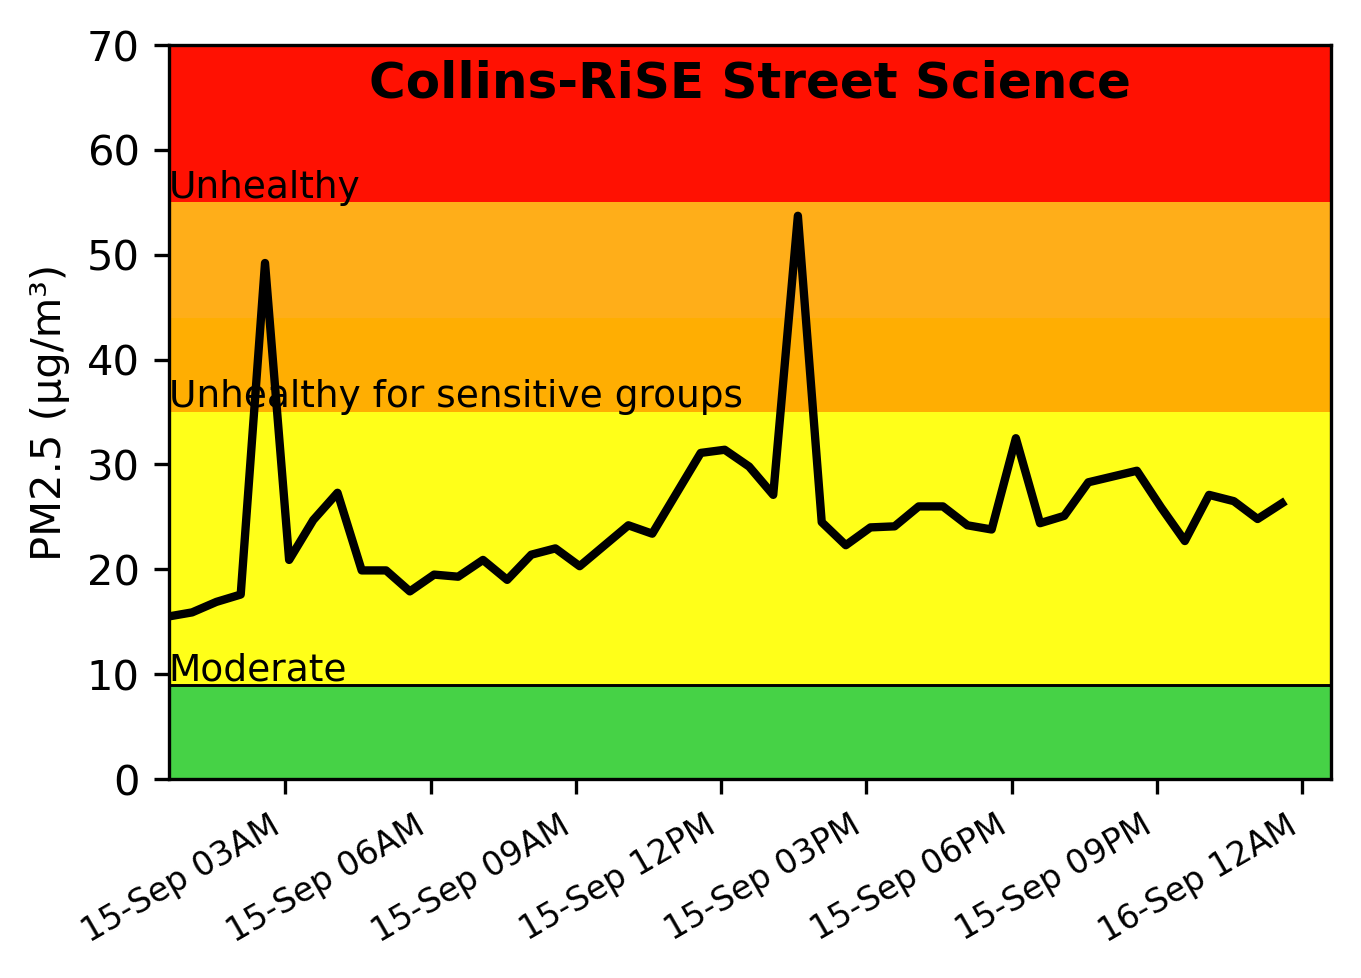 Collins-RiSE Street Science
70
60
50
40
30
20
10
0
PM2.5 (µg/m³)
Unhealthy
Unhealthy for sensitive groups
Moderate
15-Sep 03AM
15-Sep 06AM
15-Sep 09AM
15-Sep 12PM
15-Sep 03PM
15-Sep 06PM
15-Sep 09PM
16-Sep 12AM